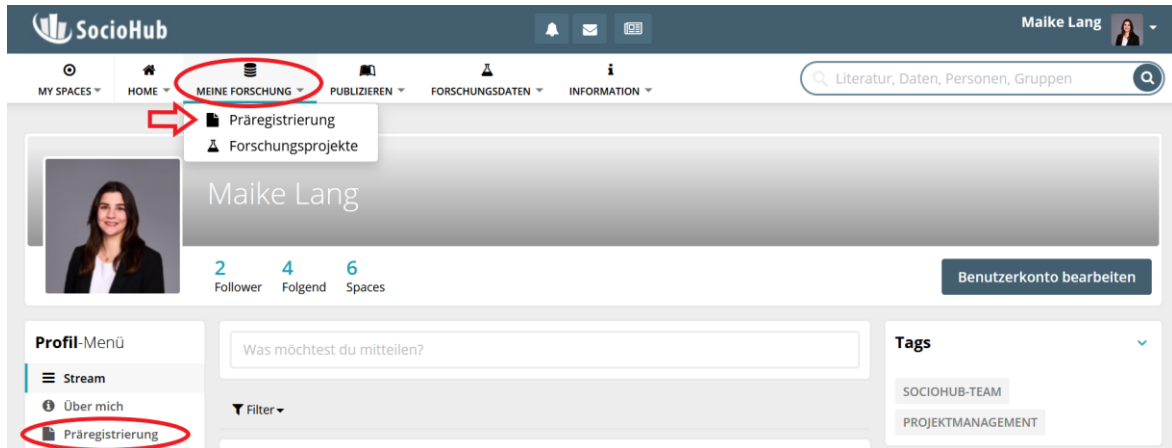 SocioHub
Maike Lang
MY SPACES
HOME
MEINE FORSCHUNG
PUBLIZIEREN
FORSCHUNGSDATEN
INFORMATION
Literatur, Daten, Personen, Gruppen
Präregistrierung
Forschungsprojekte
Maike Lang
2 4 6
Follower Folgend Spaces
Benutzerkonto bearbeiten
Profil-Menü
Stream
Über mich
Präregistrierung
Was möchtest du mitteilen?
Filter
Tags
SOCIOHUB-TEAM
PROJEKTMANAGEMENT